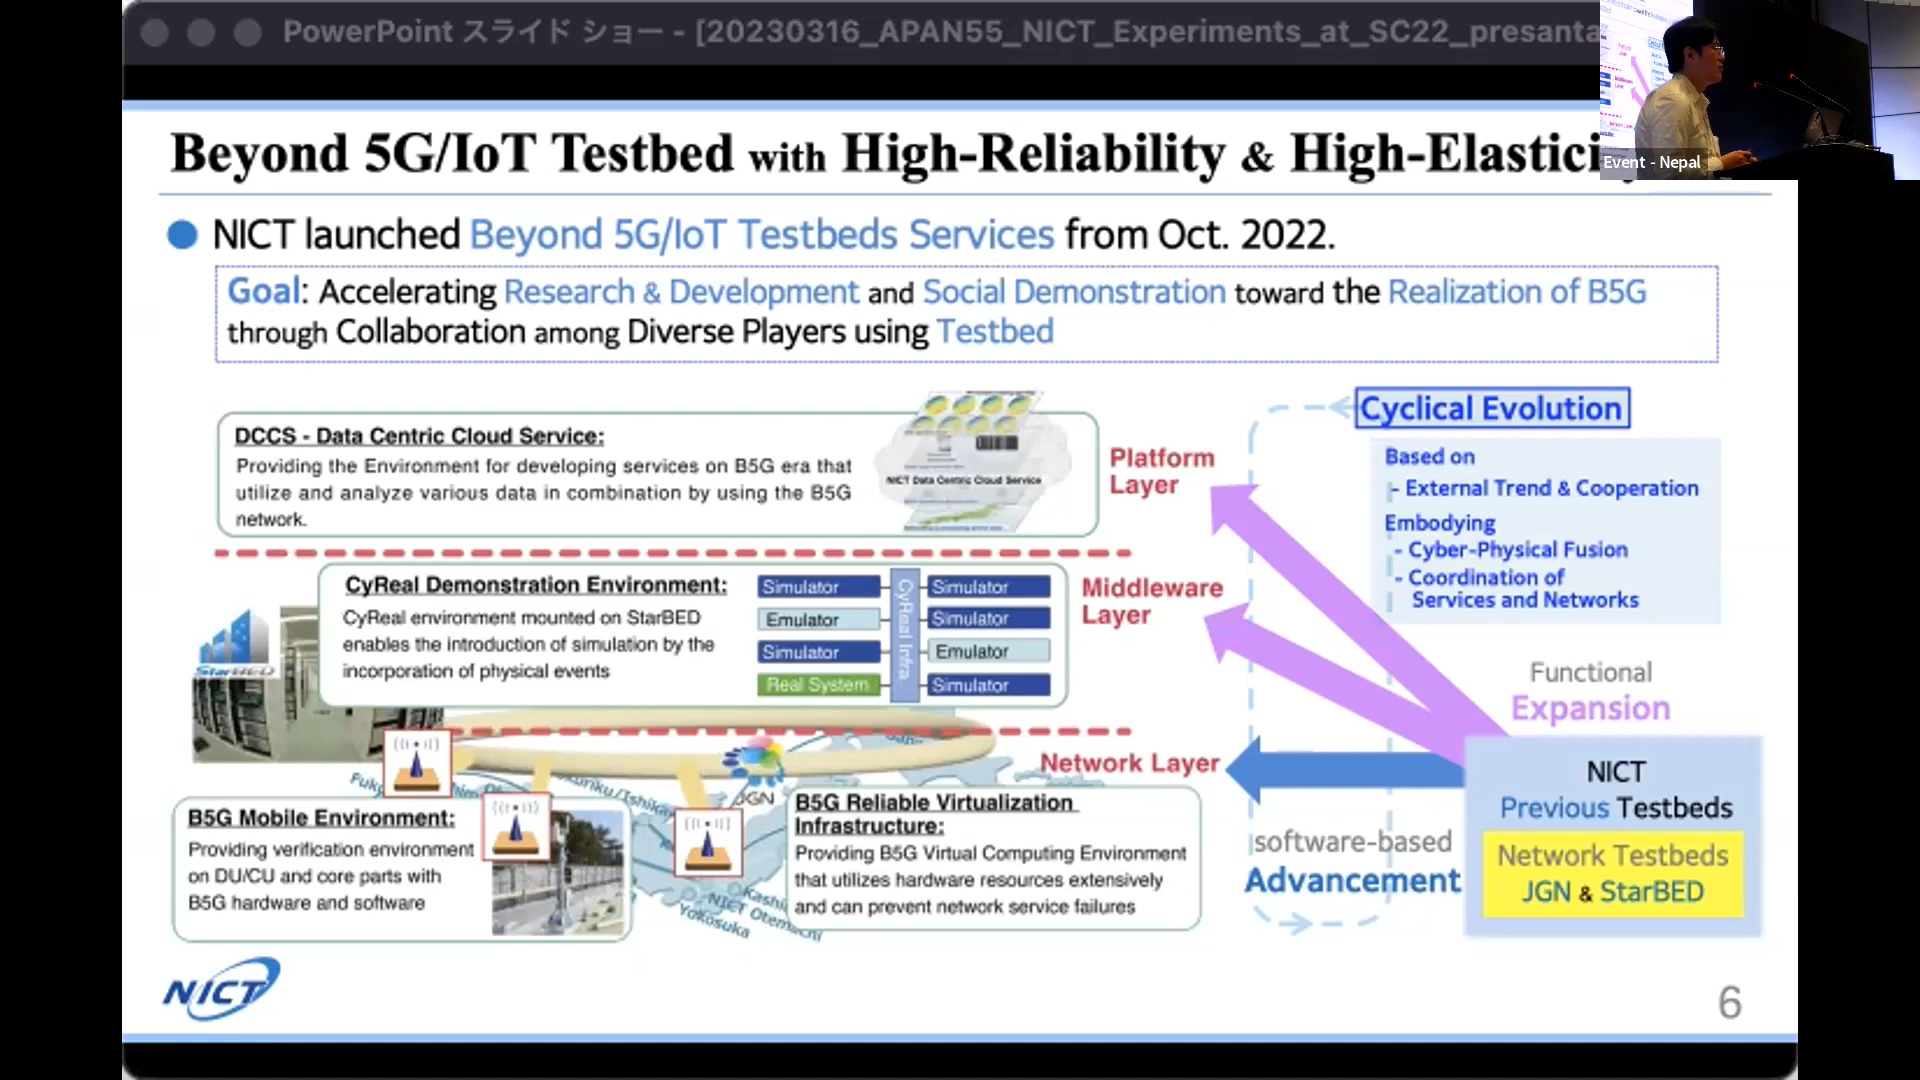 PowerPoint スライド ショー - [20230316_APAN55_NICT_Experiments_at_SC22_presanta
Event - Nepal
Beyond 5G/IoT Testbed with High-Reliability & High-Elastici
NICT launched Beyond 5G/IoT Testbeds Services from Oct. 2022.
Goal: Accelerating Research & Development and Social Demonstration toward the Realization of B5G
through Collaboration among Diverse Players using Testbed
DCCS - Data Centric Cloud Service:
Providing the Environment for developing services on B5G era that
utilize and analyze various data in combination by using the B5G
network.
NICT Data Centric Cloud Service
Platform
Layer
CyReal Demonstration Environment:
CyReal environment mounted on StarBED
enables the introduction of simulation by the
incorporation of physical events
StarBED
Simulator
Emulator
Simulator
Real System
CyReal Infra
Simulator
Simulator
Emulator
Simulator
Middleware
Layer
Network Layer
JGN
B5G Mobile Environment:
Providing verification environment
on DU/CU and core parts with
B5G hardware and software
B5G Reliable Virtualization
Infrastructure:
Providing B5G Virtual Computing Environment
that utilizes hardware resources extensively
and can prevent network service failures
NICT
Yokosuka
Cyclical Evolution
Based on
- External Trend & Cooperation
Embodying
- Cyber-Physical Fusion
- Coordination of
Services and Networks
Functional
Expansion
software-based
Advancement
NICT
Previous Testbeds
Network Testbeds
JGN & StarBED
NICT
6